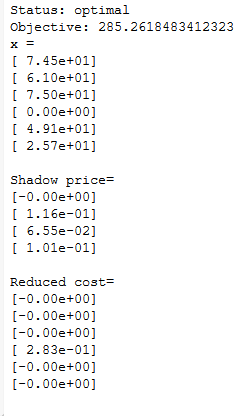 Status: optimal
Objective: 285.2618483412323
x =
[ 7.45e+01]
[ 6.10e+01]
[ 7.50e+01]
[ 0.00e+00]
[ 4.91e+01]
[ 2.57e+01]
Shadow price=
[-0.00e+00]
[ 1.16e-01]
[ 6.55e-02]
[ 1.01e-01]
Reduced cost=
[-0.00e+00]
[-0.00e+00]
[-0.00e+00]
[ 2.83e-01]
[-0.00e+00]
[-0.00e+00]